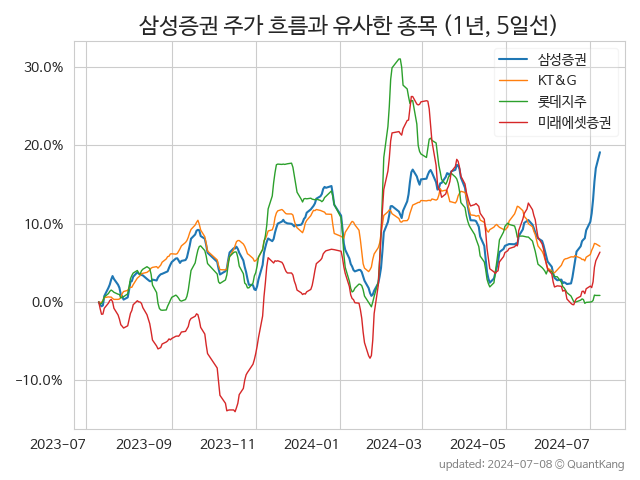 삼성증권 주가 흐름과 유사한 종목 (1년, 5일선)
삼성증권
KT&G
롯데지주
미래에셋증권
30.0%
20.0%
10.0%
0.0%
−10.0%
2023-07
2023-09
2023-11
2024-01
2024-03
2024-05
2024-07
updated: 2024-07-08 © QuantKang